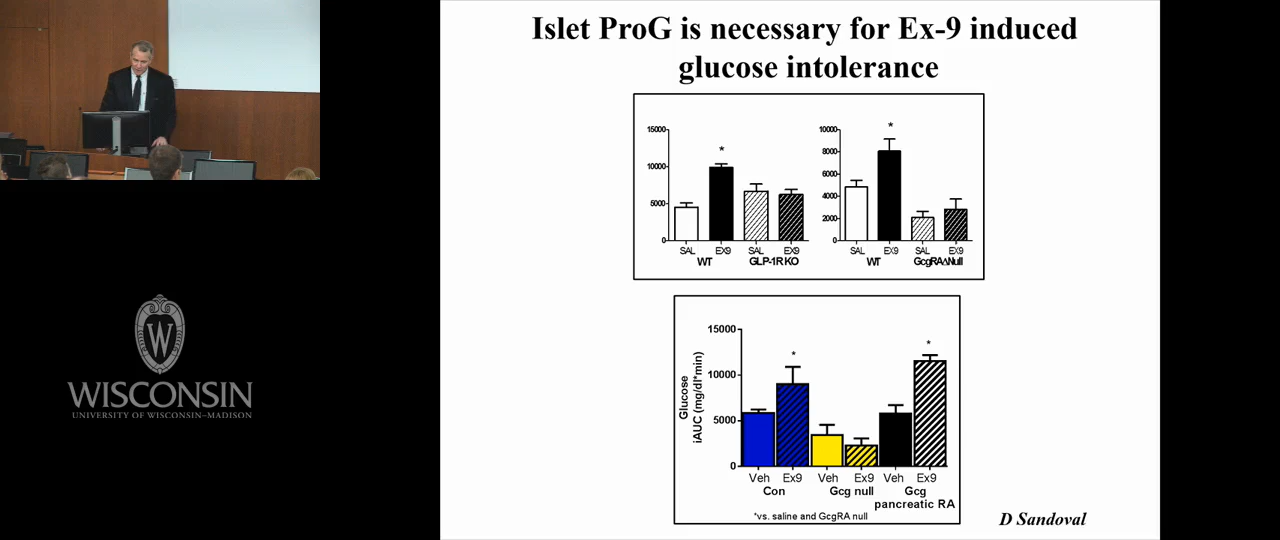 Islet ProG is necessary for Ex-9 induced
glucose intolerance
15000
10000
5000
0
*
SAL EX9 SAL EX9
WT GLP-1R KO
10000
8000
6000
4000
2000
0
*
SAL EX9 SAL EX9
WT GcgRAΔNull
Glucose
iAUC (mg/dl*min)
15000
10000
5000
0
*
*
Veh Ex9 Veh Ex9 Veh Ex9
Con Gcg null Gcg
pancreatic RA
*vs. saline and GcgRA null
D Sandoval
W
WISCONSIN
UNIVERSITY OF WISCONSIN–MADISON